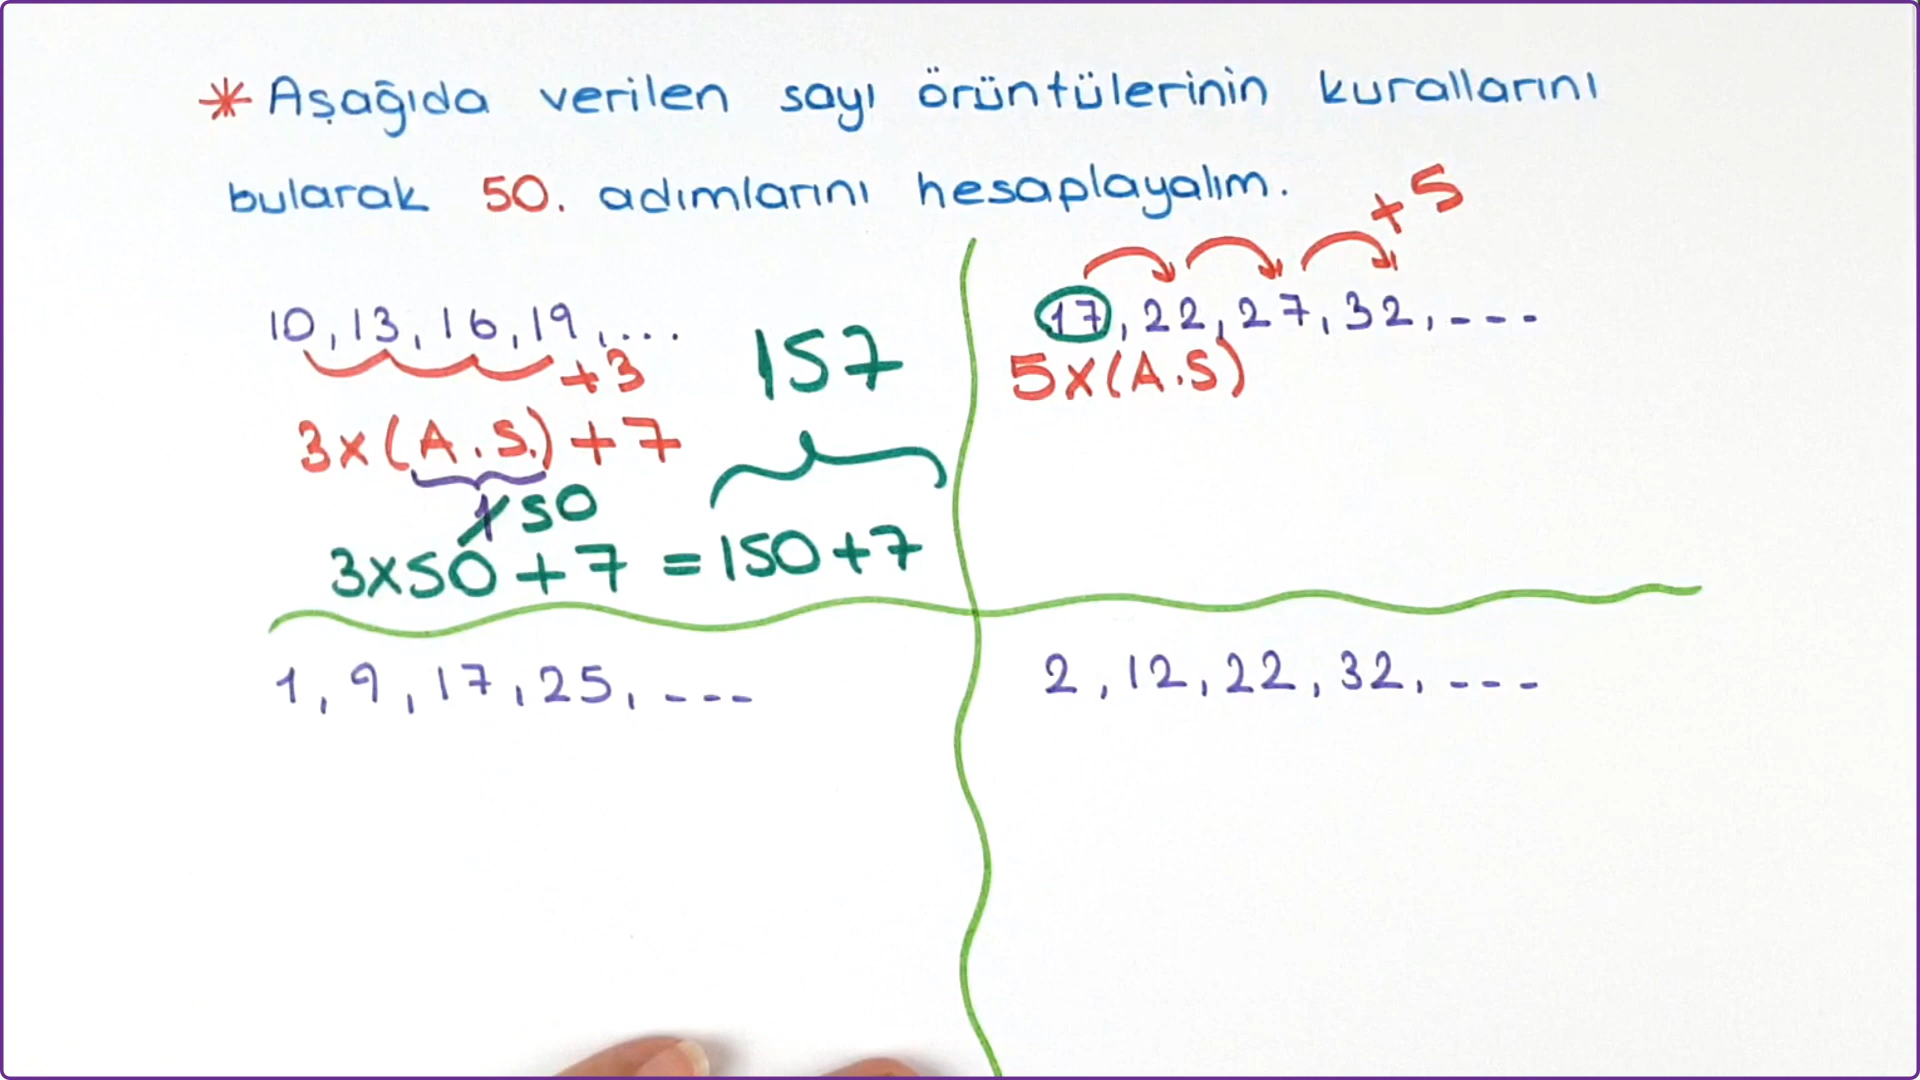 * Aşağıda verilen sayı örüntülerinin kurallarını
bularak 50. adımlarını hesaplayalım.
10, 13, 16, 19, ...
+3
3x(A.S.)+7
1 50
3x50+7 = 150+7
157
+5
17, 22, 27, 32, ---
5x(A.S)
1, 9, 17, 25, ---
2, 12, 22, 32, ---